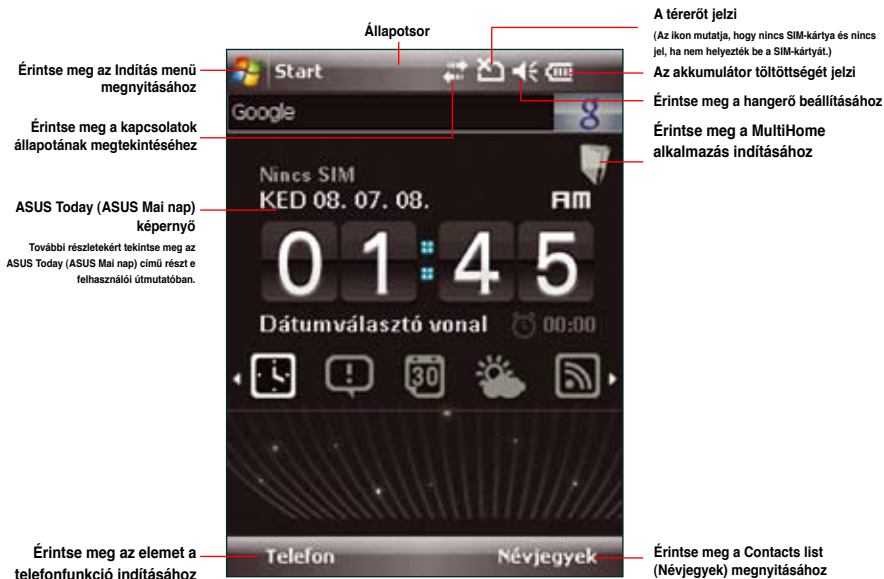 Állapotsor
A térerőt jelzi
(Az ikon mutatja, hogy nincs SIM-kártya és nincs
jel, ha nem helyezték be a SIM-kártyát.)
Érintse meg az Indítás menü
megnyitásához
Start
Az akkumulátor töltöttségét jelzi
Érintse meg a hangerő beállításához
Google
g
Érintse meg a kapcsolatok
állapotának megtekintéséhez
Érintse meg a MultiHome
alkalmazás indításához
Nincs SIM
KED 08. 07. 08.
AM
ASUS Today (ASUS Mai nap)
képernyő
További részletekért tekintse meg az
ASUS Today (ASUS Mai nap) című részt e
felhasználói útmutatóban.
01:45
Dátumválasztó vonal
00:00
30
Érintse meg az elemet a
telefonfunkció indításához
Telefon
Névjegyek
Érintse meg a Contacts list
(Névjegyek) megnyitásához